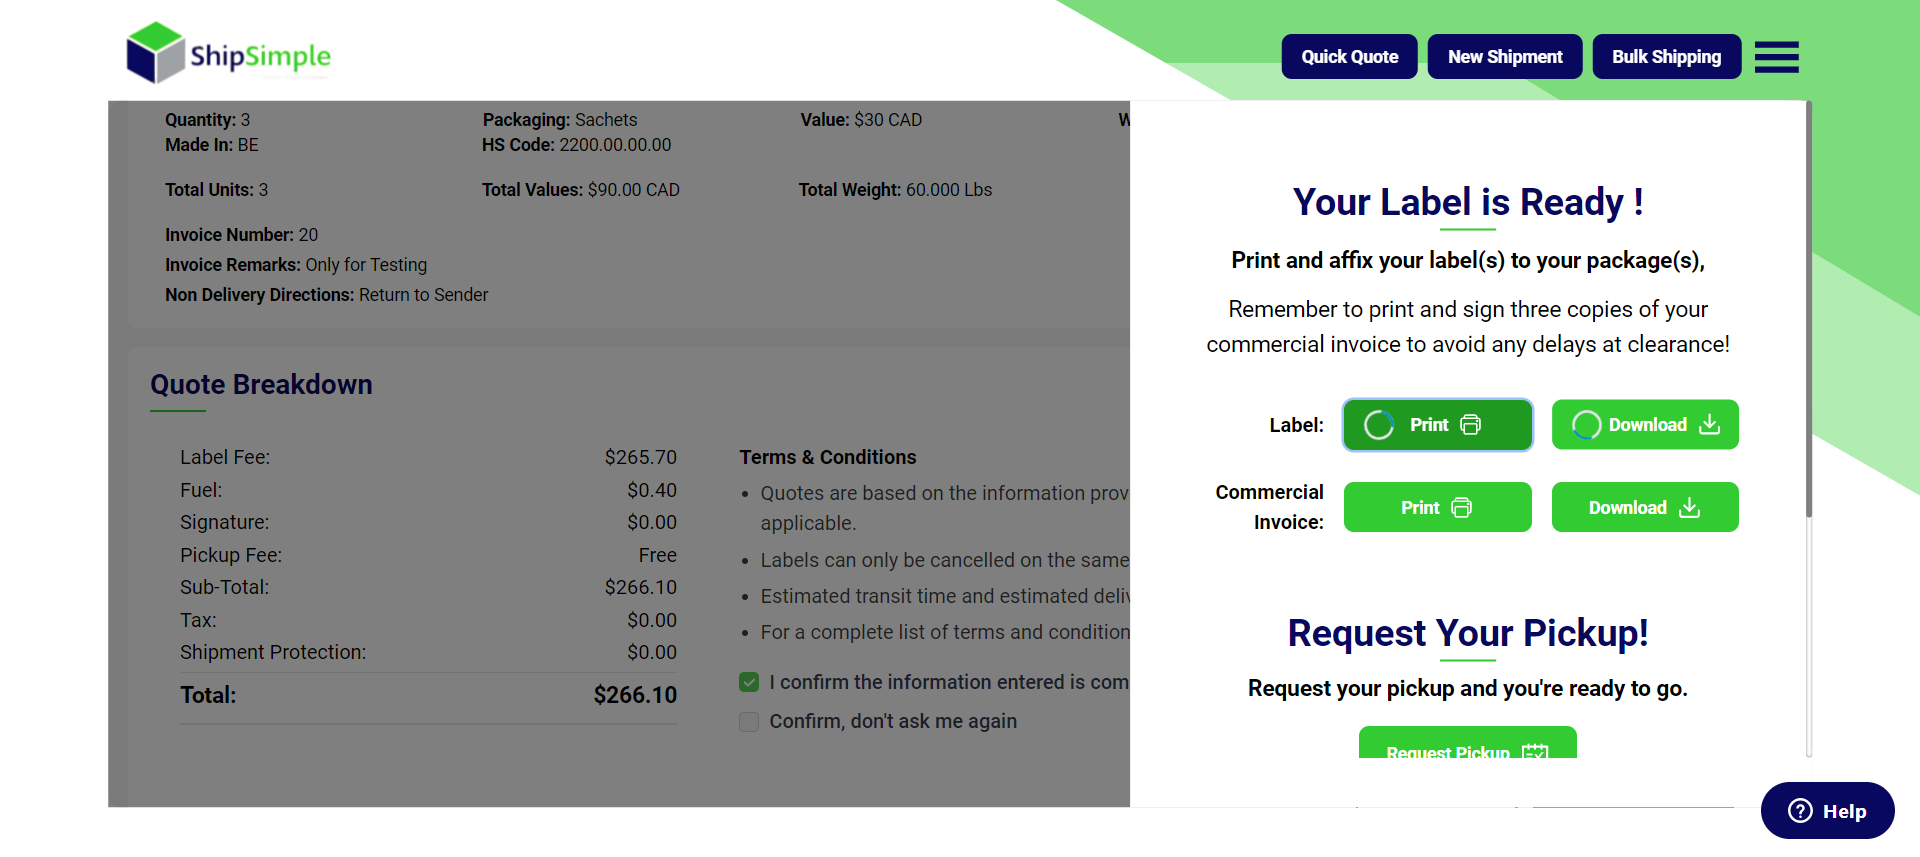 ShipSimple
Quick Quote
New Shipment
Bulk Shipping
Quantity: 3
Packaging: Sachets
Value: $30 CAD
W
Made In: BE
HS Code: 2200.00.00.00
Total Units: 3
Total Values: $90.00 CAD
Total Weight: 60.000 Lbs
Invoice Number: 20
Invoice Remarks: Only for Testing
Non Delivery Directions: Return to Sender
Quote Breakdown
Label Fee: $265.70
Fuel: $0.40
Signature: $0.00
Pickup Fee: Free
Sub-Total: $266.10
Tax: $0.00
Shipment Protection: $0.00
Total: $266.10
Terms & Conditions
• Quotes are based on the information prov
applicable.
• Labels can only be cancelled on the same
• Estimated transit time and estimated deliv
• For a complete list of terms and condition
I confirm the information entered is com
Confirm, don't ask me again
Your Label is Ready !
Print and affix your label(s) to your package(s),
Remember to print and sign three copies of your
commercial invoice to avoid any delays at clearance!
Label:
Print
Download
Commercial
Invoice:
Print
Download
Request Your Pickup!
Request your pickup and you're ready to go.
Request Pickup
Help